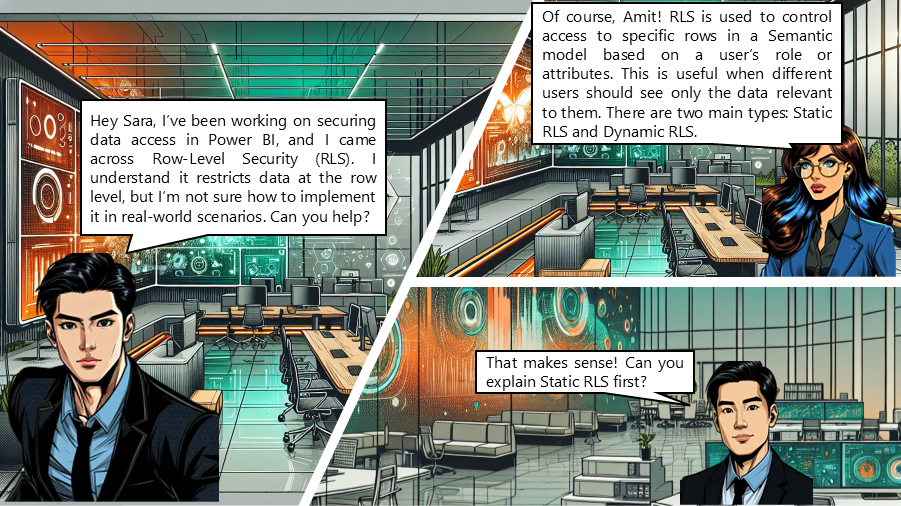 Hey Sara, I've been working on securing
data access in Power BI, and I came
across Row-Level Security (RLS). I
understand it restricts data at the row
level, but I'm not sure how to implement
it in real-world scenarios. Can you help?
Of course, Amit! RLS is used to control
access to specific rows in a Semantic
model based on a user's role or
attributes. This is useful when different
users should see only the data relevant
to them. There are two main types: Static
RLS and Dynamic RLS.
That makes sense! Can you
explain Static RLS first?